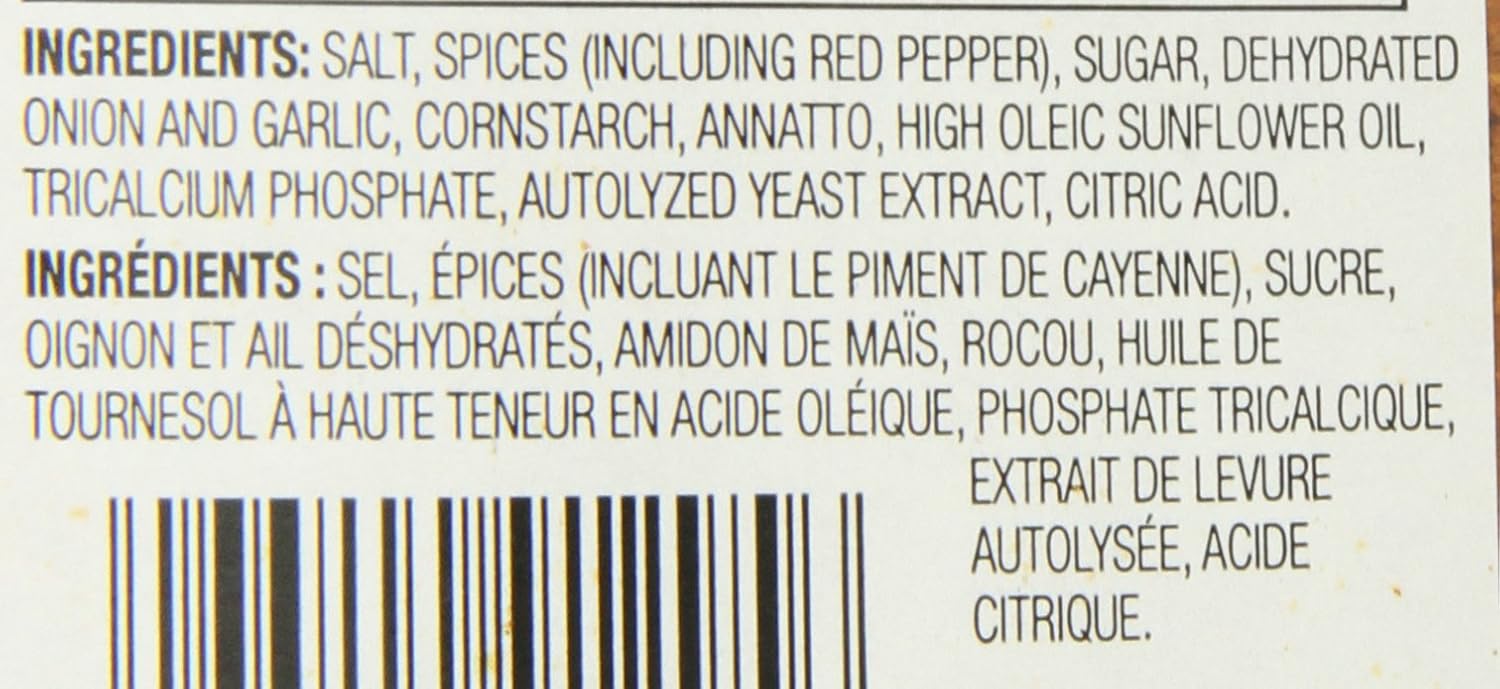 INGREDIENTS: SALT, SPICES (INCLUDING RED PEPPER), SUGAR, DEHYDRATED
ONION AND GARLIC, CORNSTARCH, ANNATTO, HIGH OLEIC SUNFLOWER OIL,
TRICALCIUM PHOSPHATE, AUTOLYZED YEAST EXTRACT, CITRIC ACID.
INGRÉDIENTS : SEL, ÉPICES (INCLUANT LE PIMENT DE CAYENNE), SUCRE,
OIGNON ET AIL DÉSHYDRATÉS, AMIDON DE MAÏS, ROCOU, HUILE DE
TOURNESOL À HAUTE TENEUR EN ACIDE OLÉIQUE, PHOSPHATE TRICALCIQUE,
EXTRAIT DE LEVURE
AUTOLYSÉE, ACIDE
CITRIQUE.